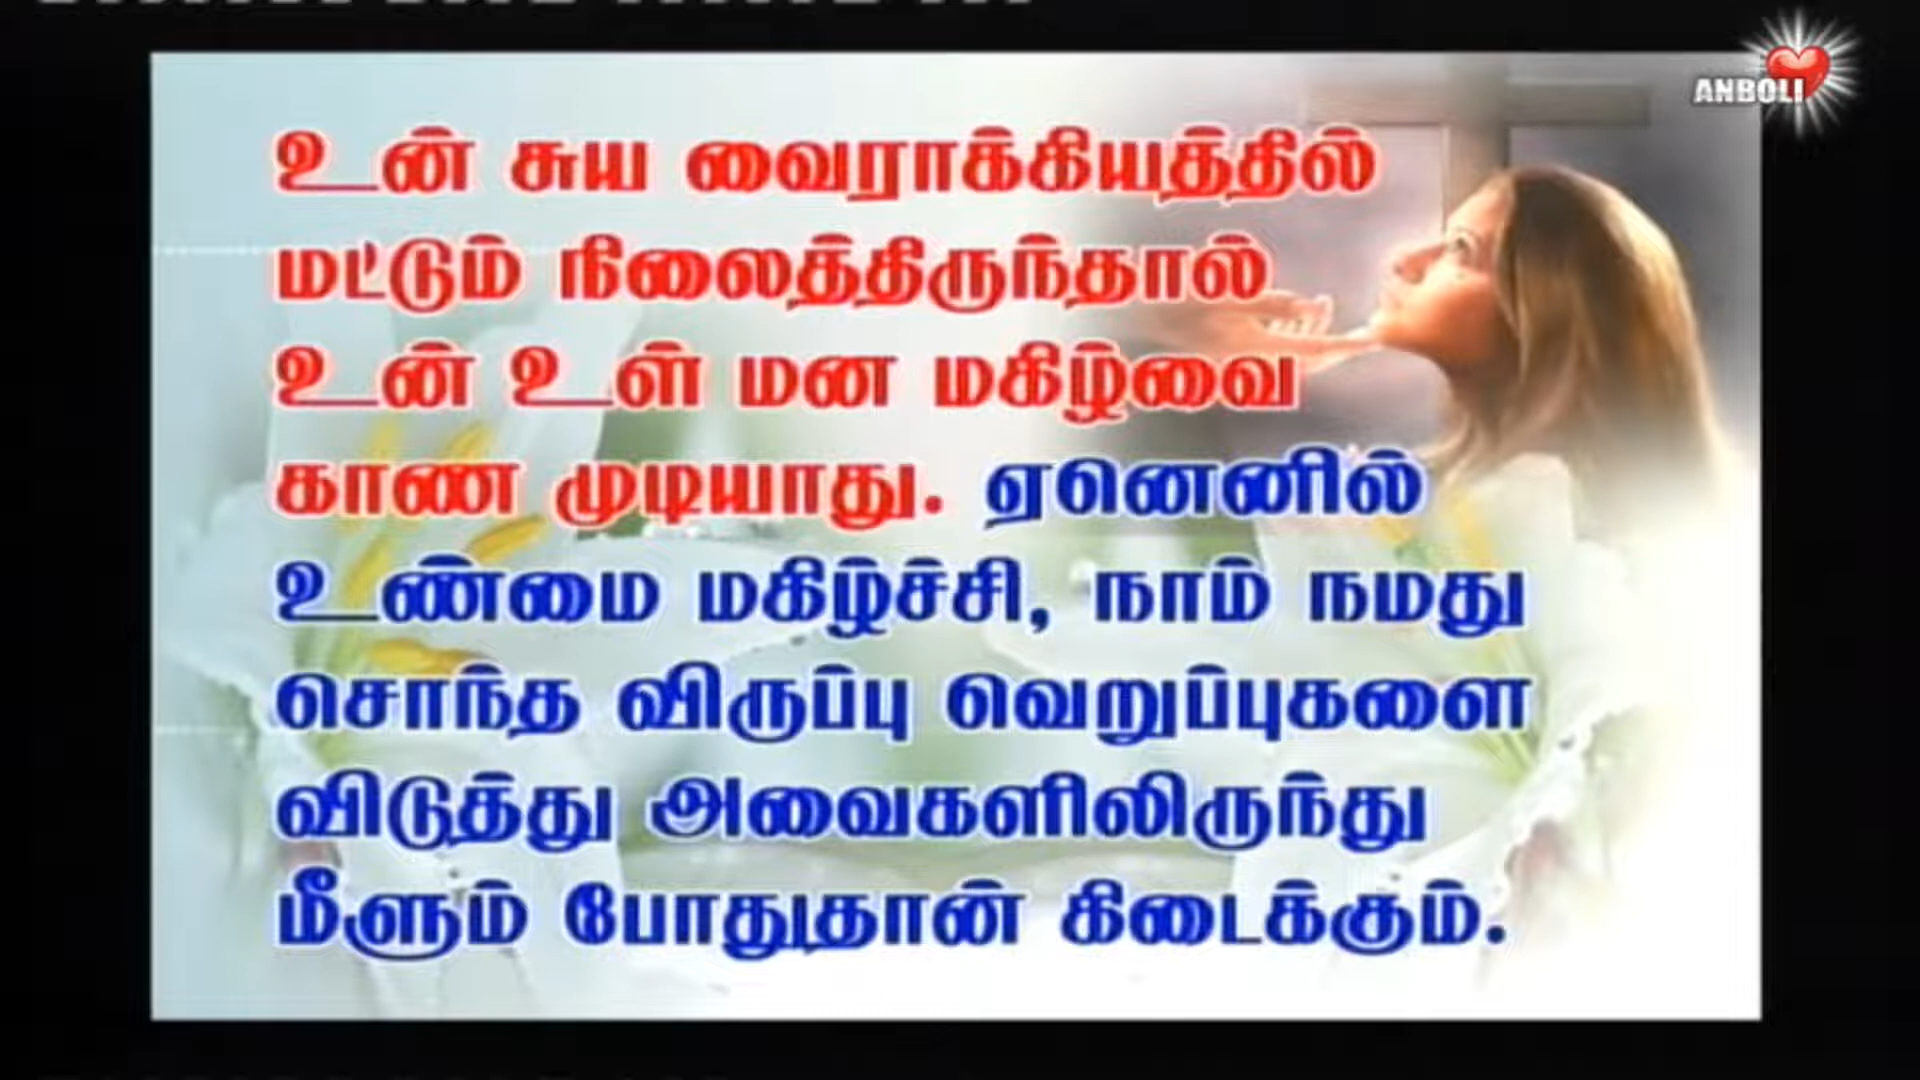 ANBOLI
உன் சுய வைராக்கியத்தில்
மட்டும் நிலைத்திருந்தால்
உன் உள் மன மகிழ்வை
காண முடியாது. ஏனெனில்
உண்மை மகிழ்ச்சி, நாம் நமது
சொந்த விருப்பு வெறுப்புகளை
விடுத்து அவைகளிலிருந்து
மீளும் போதுதான் கிடைக்கும்.